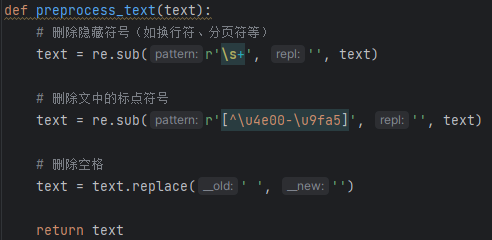 def preprocess_text(text):
# 删除隐藏符号（如换行符、分页符等）
text = re.sub( pattern: r'\s+', repl: '', text)
# 删除文中的标点符号
text = re.sub( pattern: r'[^\u4e00-\u9fa5]', repl: '', text)
# 删除空格
text = text.replace( __old: ' ', __new: '')
return text